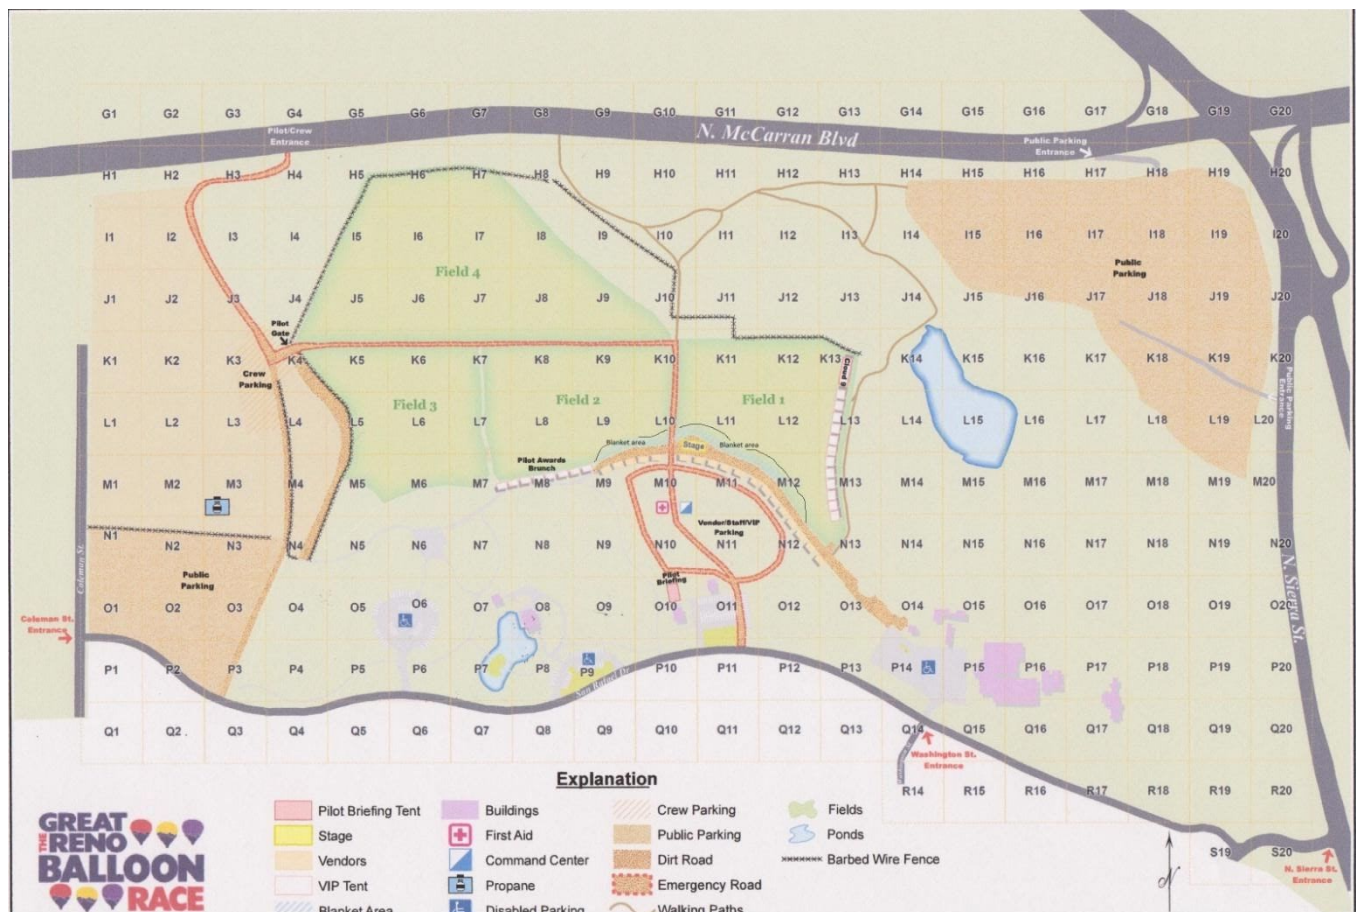 G1 G2 G3 G4 G5 G6 G7 G8 G9 G10 G11 G12 G13 G14 G15 G16 G17 G18 G19 G20
Pilot/Crew
Entrance
N. McCarran Blvd
Public Parking
Entrance
H1 H2 H3 H4 H5 H6 H7 H8 H9 H10 H11 H12 H13 H14 H15 H16 H17 H18 H19 H20
I1 I2 I3 I4 I5 I6 I7 I8 I9 I10 I11 I12 I13 I14 I15 I16 I17 I18 I19 I20
Field 4
Public
Parking
J1 J2 J3 J4 J5 J6 J7 J8 J9 J10 J11 J12 J13 J14 J15 J16 J17 J18 J19 J20
Pilot
Gate
K1 K2 K3 K4 K5 K6 K7 K8 K9 K10 K11 K12 K13 K14 K15 K16 K17 K18 K19 K20
Crew
Parking
Cloud 9
Public Parking
Entrance
Field 3 Field 2 Field 1
L1 L2 L3 L4 L5 L6 L7 L8 L9 L10 L11 L12 L13 L14 L15 L16 L17 L18 L19 L20
Blanket area Stage Blanket area
Pilot Awards
Brunch
M1 M2 M3 M4 M5 M6 M7 M8 M9 M10 M11 M12 M13 M14 M15 M16 M17 M18 M19 M20
Vendor/Staff/VIP
Parking
N1 N2 N3 N4 N5 N6 N7 N8 N9 N10 N11 N12 N13 N14 N15 N16 N17 N18 N19 N20
Coleman St.
Public
Parking
Pilot
Briefing
N. Sierra St.
O1 O2 O3 O4 O5 O6 O7 O8 O9 O10 O11 O12 O13 O14 O15 O16 O17 O18 O19 O20
Coleman St.
Entrance
P1 P2 P3 P4 P5 P6 P7 P8 P9 P10 P11 P12 P13 P14 P15 P16 P17 P18 P19 P20
San Rafael Dr
Q1 Q2 Q3 Q4 Q5 Q6 Q7 Q8 Q9 Q10 Q11 Q12 Q13 Q14 Q15 Q16 Q17 Q18 Q19 Q20
Washington St.
Entrance
R14 R15 R16 R17 R18 R19 R20
S19 S20
N. Sierra St.
Entrance
N
Explanation
Pilot Briefing Tent
Stage
Vendors
VIP Tent
Blanket Area
Buildings
First Aid
Command Center
Propane
Disabled Parking
Crew Parking
Public Parking
Dirt Road
Emergency Road
Walking Paths
Fields
Ponds
Barbed Wire Fence
THE
GREAT
RENO
BALLOON
RACE